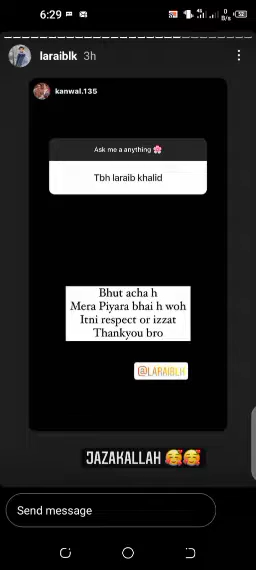 6:29
laraiblk 3h
kanwal.135
Ask me a anything 🌸
Tbh laraib khalid
Bhut acha h
Mera Piyara bhai h woh
Itni respect or izzat
Thankyou bro
@LARAIBLK
JAZAKALLAH 🥰🥰
Send message